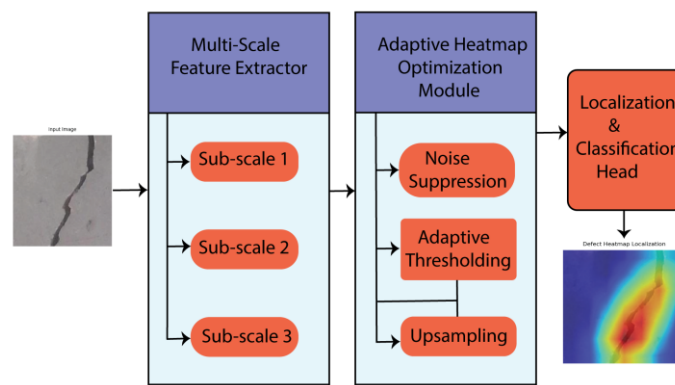 Input Image
Multi-Scale
Feature Extractor
Sub-scale 1
Sub-scale 2
Sub-scale 3
Adaptive Heatmap
Optimization
Module
Noise
Suppression
Adaptive
Thresholding
Upsampling
Localization
&
Classification
Head
Defect Heatmap Localization